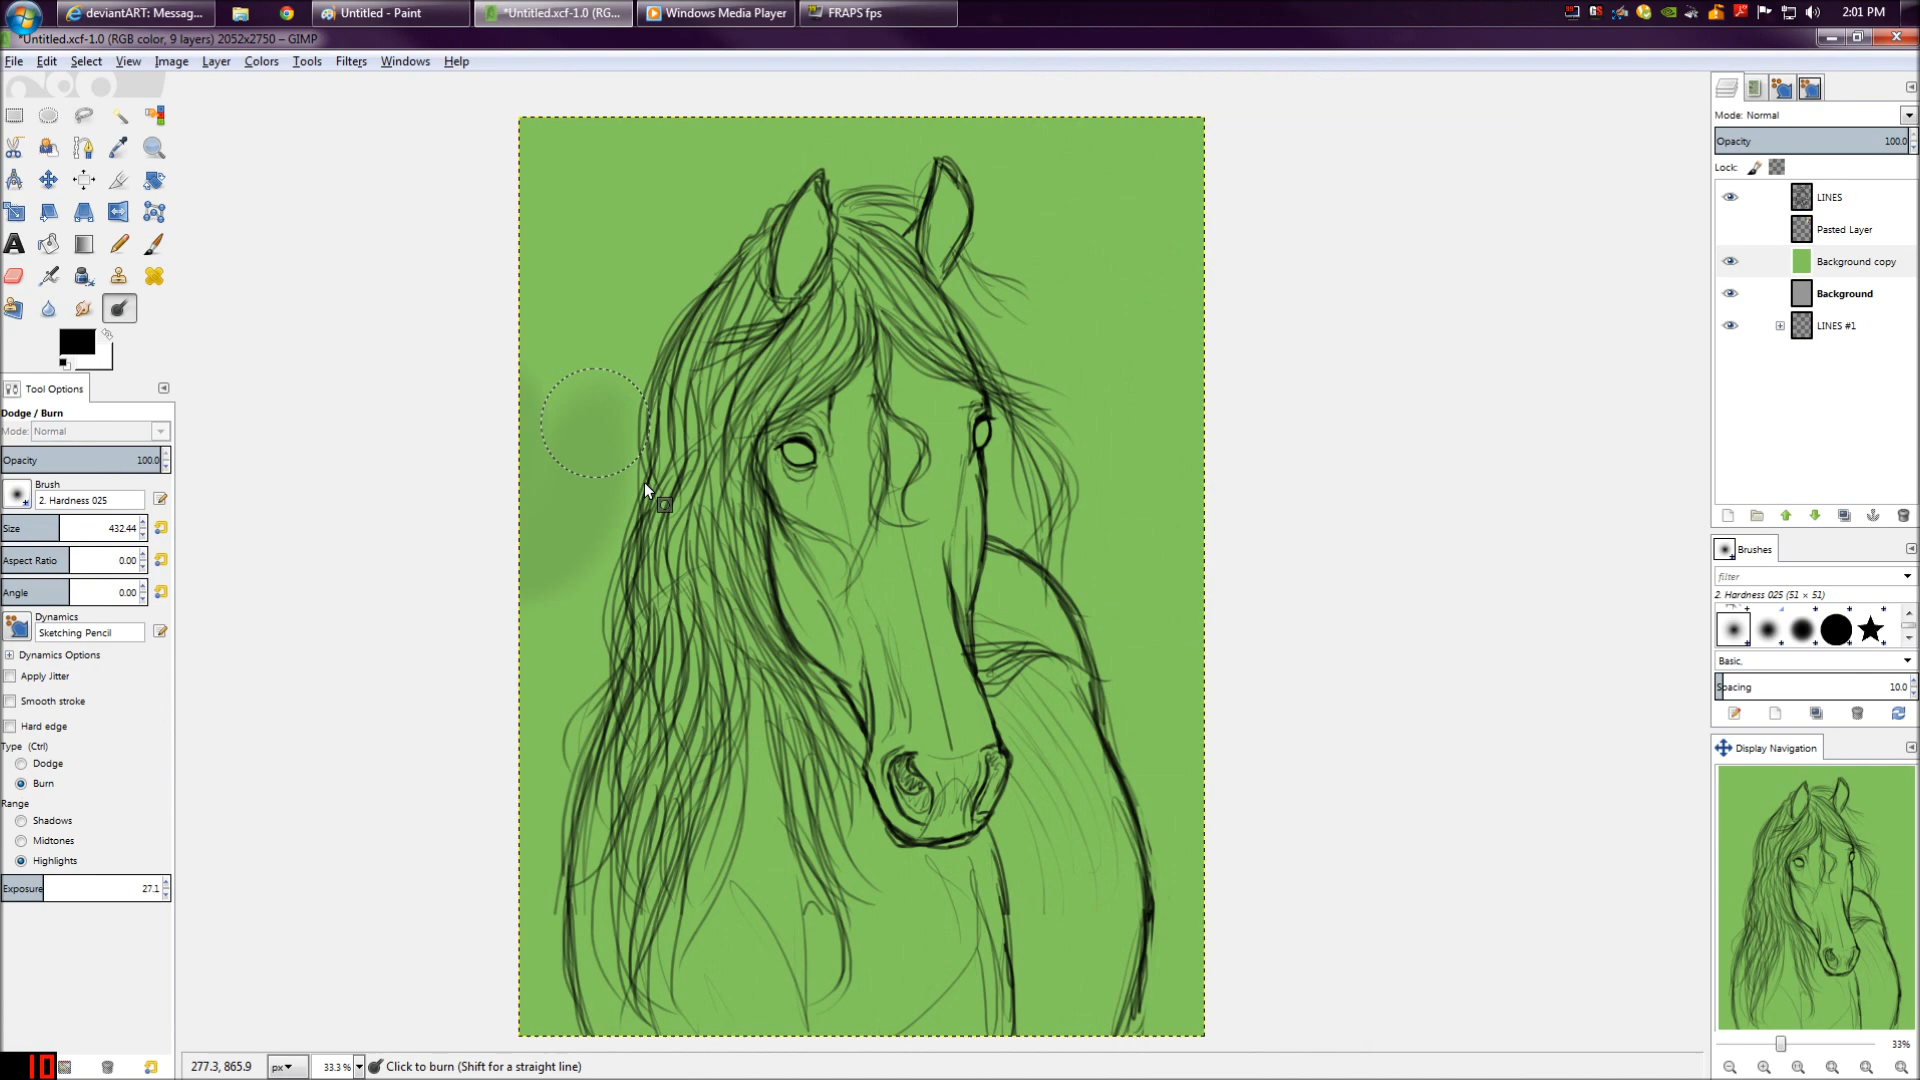 deviantART: Messag...
Untitled - Paint
*Untitled.xcf-1.0 (RG...
Windows Media Player
FRAPS fps
2:01 PM
*Untitled.xcf-1.0 (RGB color, 9 layers) 2052x2750 – GIMP
File Edit Select View Image Layer Colors Tools Filters Windows Help
Mode: Normal
Opacity 100.0
Lock:
LINES
Pasted Layer
Background copy
Background
LINES #1
Tool Options
Dodge / Burn
Mode: Normal
Opacity 100.0
Brush
2. Hardness 025
Size 432.44
Aspect Ratio 0.00
Angle 0.00
Dynamics
Sketching Pencil
Dynamics Options
Apply Jitter
Smooth stroke
Hard edge
Type (Ctrl)
Dodge
Burn
Range
Shadows
Midtones
Highlights
Exposure 27.1
Brushes
filter
2. Hardness 025 (51 × 51)
Basic,
Spacing 10.0
Display Navigation
33%
10
277.3, 865.9 px 33.3 % Click to burn (Shift for a straight line)